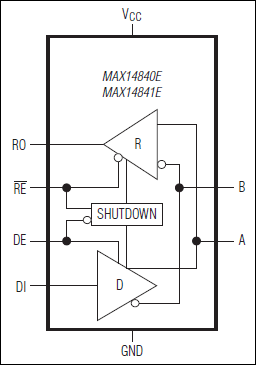 VCC
MAX14840E
MAX14841E
RO
R
RE
B
SHUTDOWN
DE
A
DI
D
GND